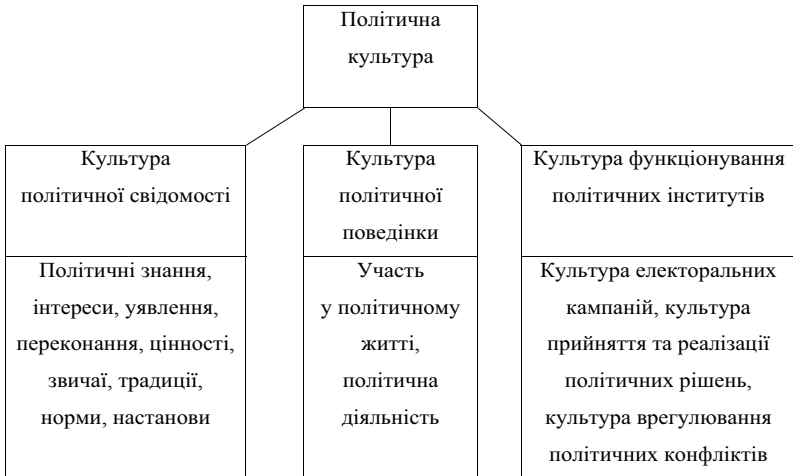 Політична
культура
Культура
політичної свідомості
Культура
політичної
поведінки
Культура функціонування
політичних інститутів
Політичні знання,
інтереси, уявлення,
переконання, цінності,
звичаї, традиції,
норми, настанови
Участь
у політичному
житті,
політична
діяльність
Культура електоральних
кампаній, культура
прийняття та реалізації
політичних рішень,
культура врегулювання
політичних конфліктів